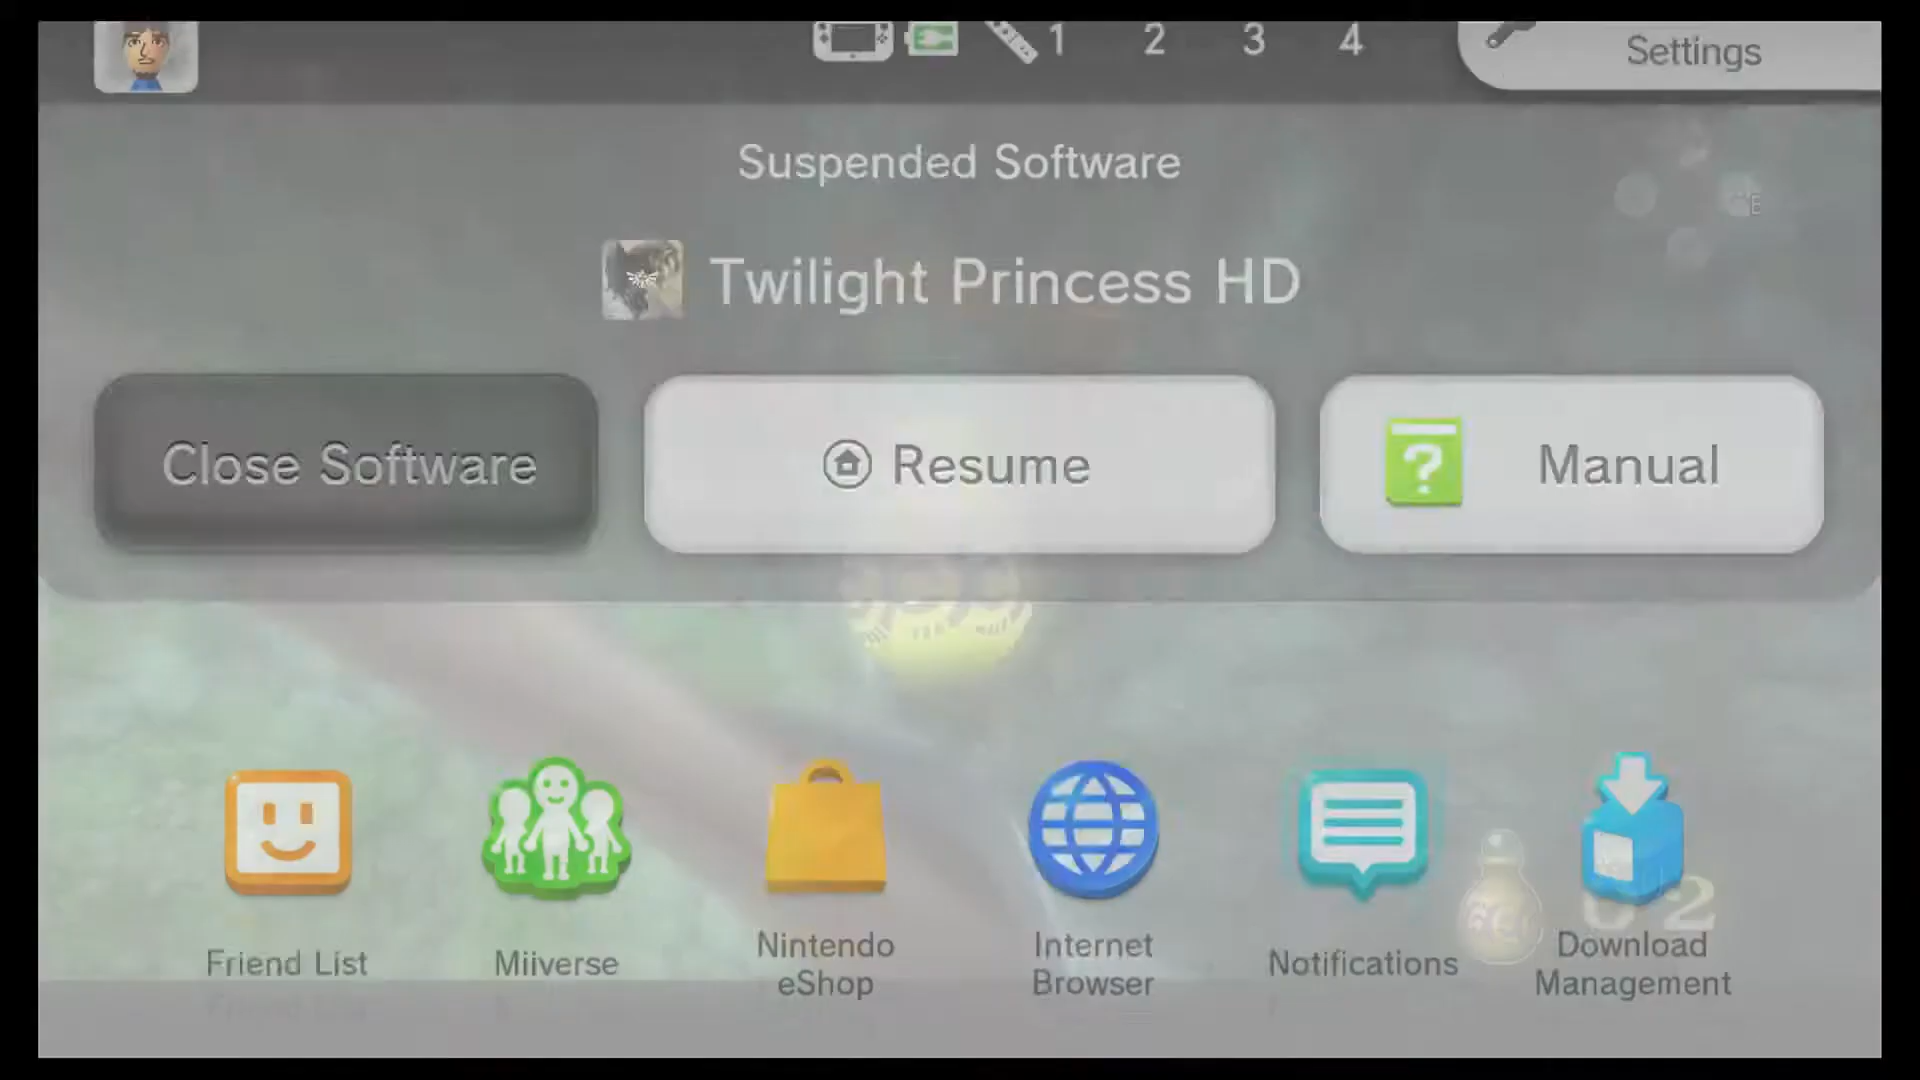 1 2 3 4
Settings
Suspended Software
Twilight Princess HD
Close Software
Resume
Manual
Friend List
Miiverse
Nintendo
eShop
Internet
Browser
Notifications
Download
Management